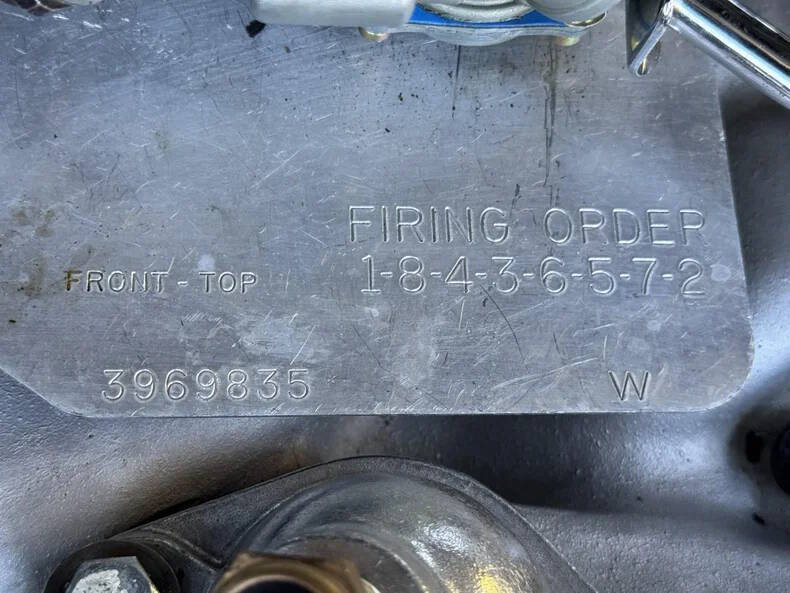 FIRING ORDER
FRONT - TOP
1-8-4-3-6-5-7-2
3969835
W